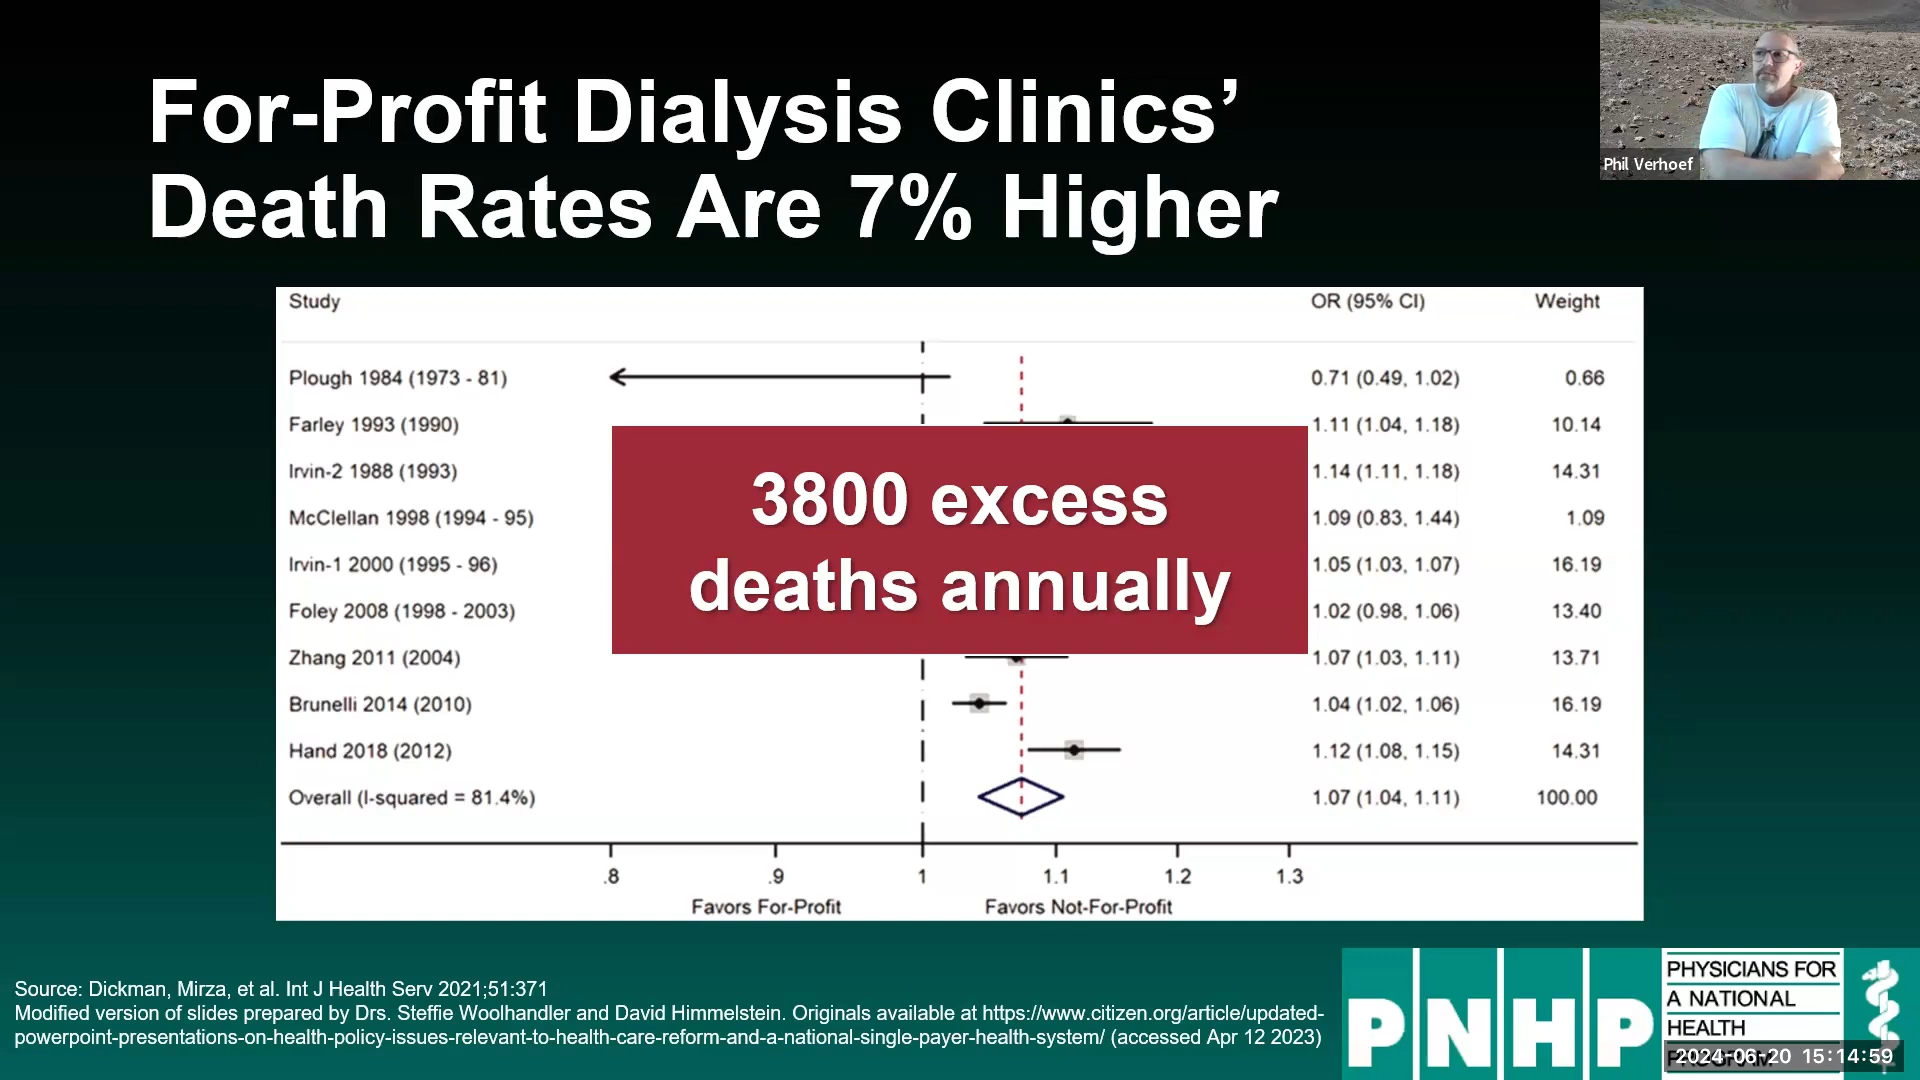 For-Profit Dialysis Clinics’
Death Rates Are 7% Higher
Phil Verhoef
Study OR (95% CI) Weight
Plough 1984 (1973 - 81) 0.71 (0.49, 1.02) 0.66
Farley 1993 (1990) 1.11 (1.04, 1.18) 10.14
Irvin-2 1988 (1993) 1.14 (1.11, 1.18) 14.31
McClellan 1998 (1994 - 95) 1.09 (0.83, 1.44) 1.09
Irvin-1 2000 (1995 - 96) 1.05 (1.03, 1.07) 16.19
Foley 2008 (1998 - 2003) 1.02 (0.98, 1.06) 13.40
Zhang 2011 (2004) 1.07 (1.03, 1.11) 13.71
Brunelli 2014 (2010) 1.04 (1.02, 1.06) 16.19
Hand 2018 (2012) 1.12 (1.08, 1.15) 14.31
Overall (I-squared = 81.4%) 1.07 (1.04, 1.11) 100.00
3800 excess
deaths annually
.8 .9 1 1.1 1.2 1.3
Favors For-Profit Favors Not-For-Profit
Source: Dickman, Mirza, et al. Int J Health Serv 2021;51:371
Modified version of slides prepared by Drs. Steffie Woolhandler and David Himmelstein. Originals available at https://www.citizen.org/article/updated-
powerpoint-presentations-on-health-policy-issues-relevant-to-health-care-reform-and-a-national-single-payer-health-system/ (accessed Apr 12 2023)
PNHP
PHYSICIANS FOR
A NATIONAL
HEALTH
PROGRAM
2024-06-20 15:14:59